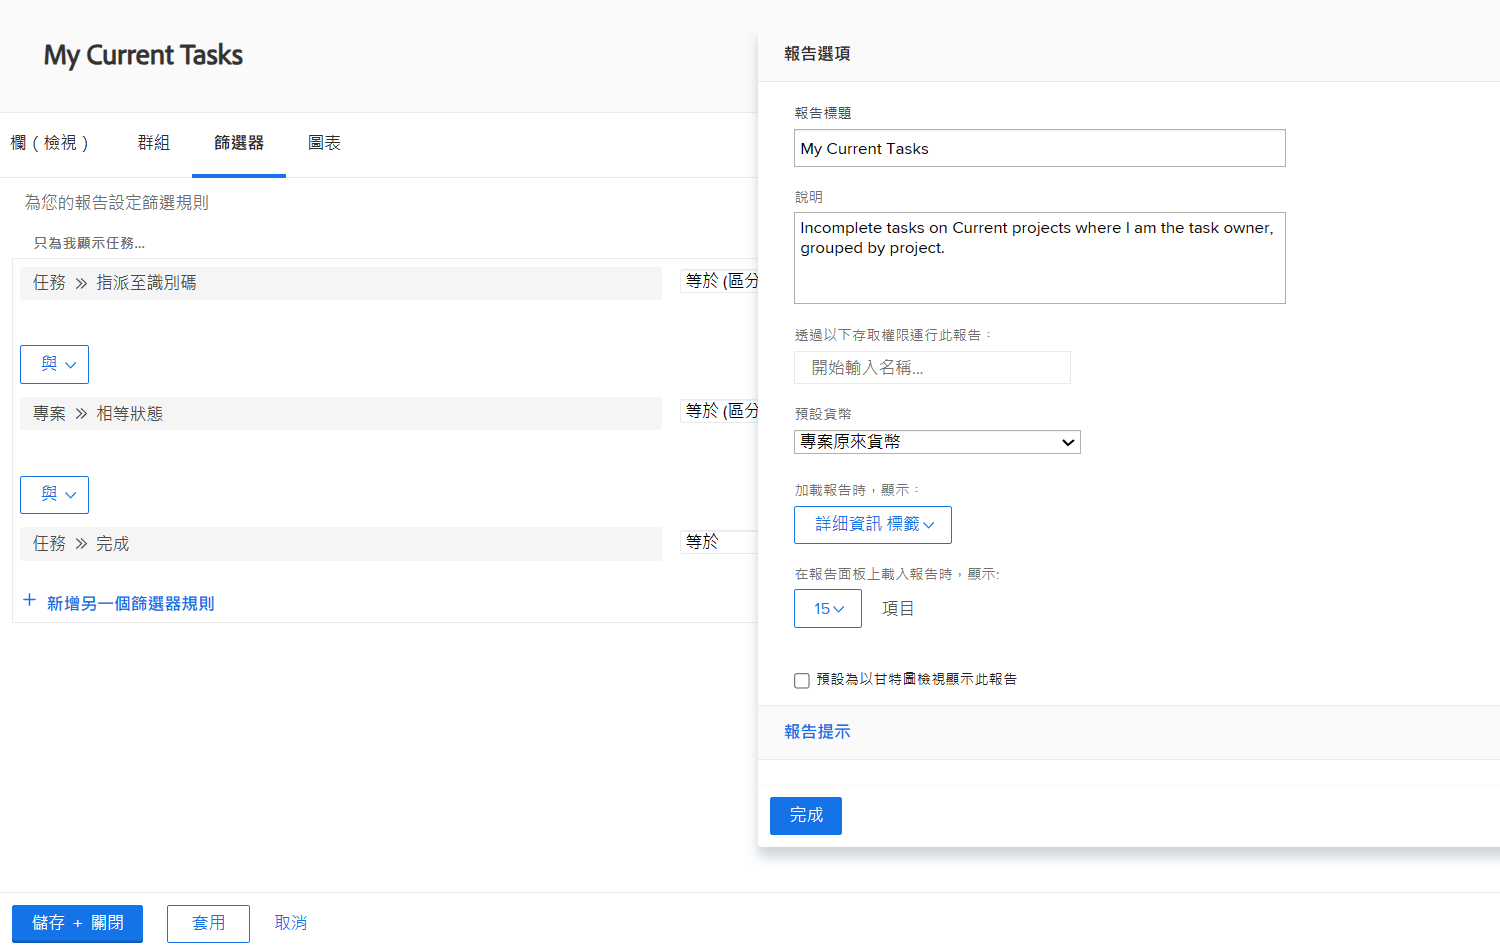 My Current Tasks
欄 ( 檢視 )
群組
篩選器
圖表
為您的報告設定篩選規則
只為我顯示任務...
任務 » 指派至識別碼
等於 (區分
與
專案 » 相等狀態
等於 (區分
與
任務 » 完成
等於
+ 新增另一個篩選器規則
報告選項
報告標題
My Current Tasks
說明
Incomplete tasks on Current projects where I am the task owner,
grouped by project.
透過以下存取權限運行此報告：
開始輸入名稱...
預設貨幣
專案原來貨幣
加載報告時，顯示：
詳细資訊 標籤
在報告面板上載入報告時，顯示:
15
項目
預設為以甘特圖檢視顯示此報告
報告提示
完成
儲存 + 關閉
套用
取消